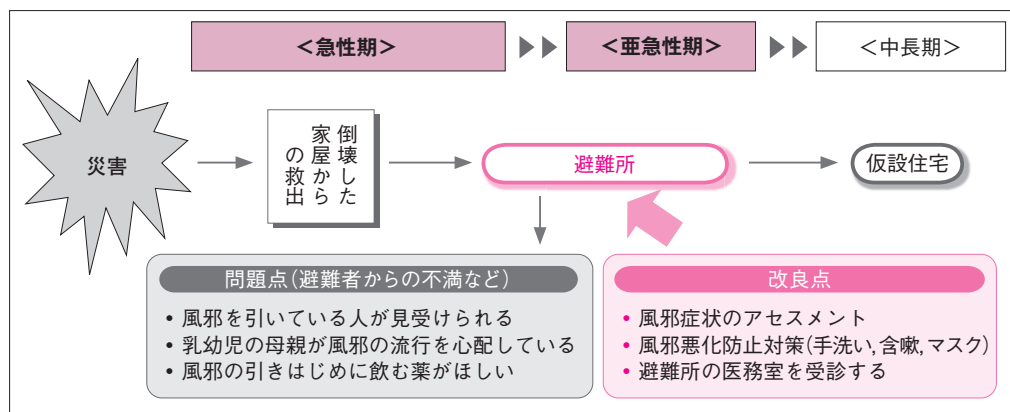 <急性期>
<亜急性期>
<中長期>
災害
倒壊した
家屋から
の救出
避難所
仮設住宅
問題点(避難者からの不満など)
• 風邪を引いている人が見受けられる
• 乳幼児の母親が風邪の流行を心配している
• 風邪の引きはじめに飲む薬がほしい
改良点
• 風邪症状のアセスメント
• 風邪悪化防止対策(手洗い,含嗽,マスク)
• 避難所の医務室を受診する